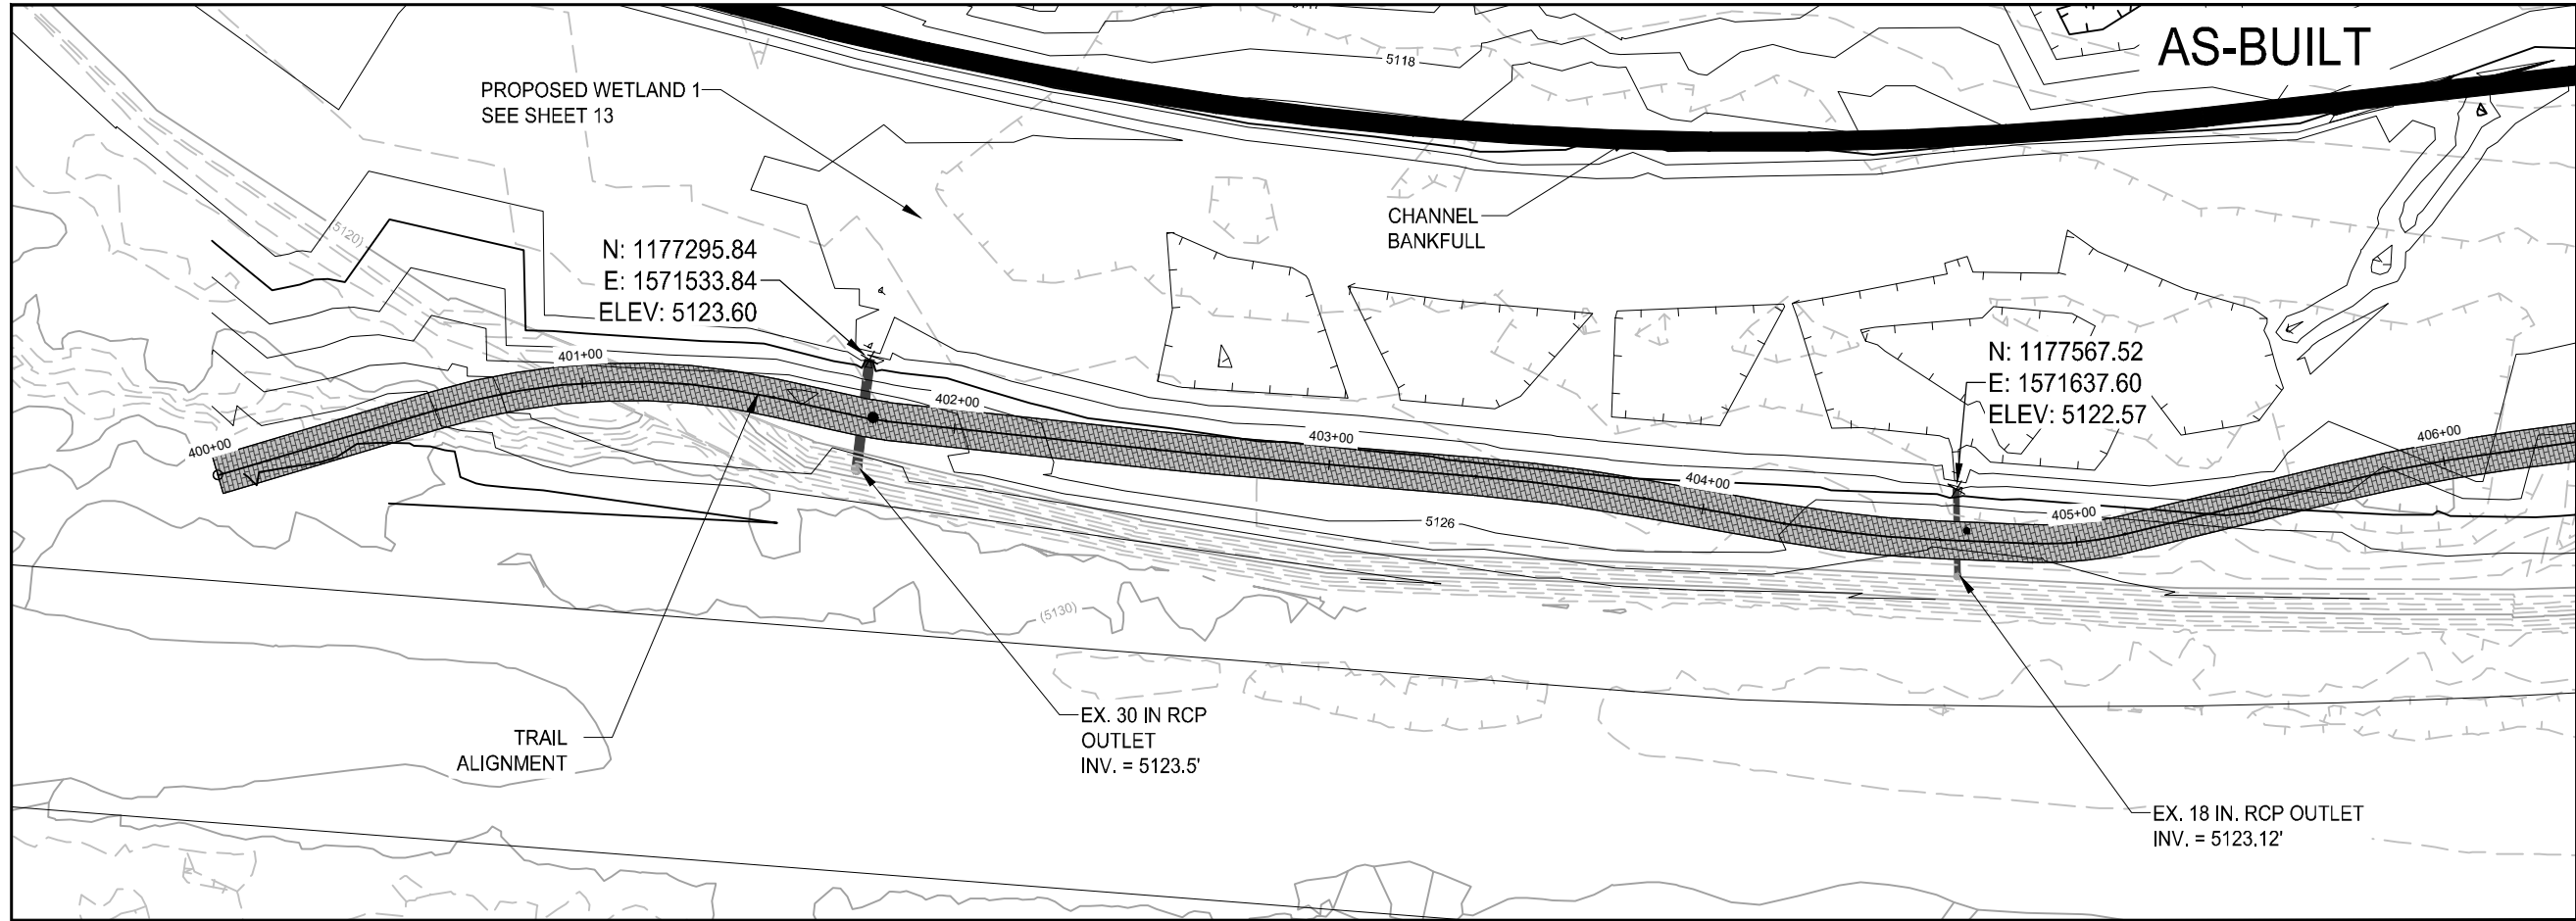 AS-BUILT
5118
PROPOSED WETLAND 1
SEE SHEET 13
CHANNEL
BANKFULL
(5120)
N: 1177295.84
E: 1571533.84
ELEV: 5123.60
N: 1177567.52
E: 1571637.60
ELEV: 5122.57
400+00
401+00
402+00
403+00
404+00
405+00
406+00
5126
(5130)
TRAIL
ALIGNMENT
EX. 30 IN RCP
OUTLET
INV. = 5123.5'
EX. 18 IN. RCP OUTLET
INV. = 5123.12'